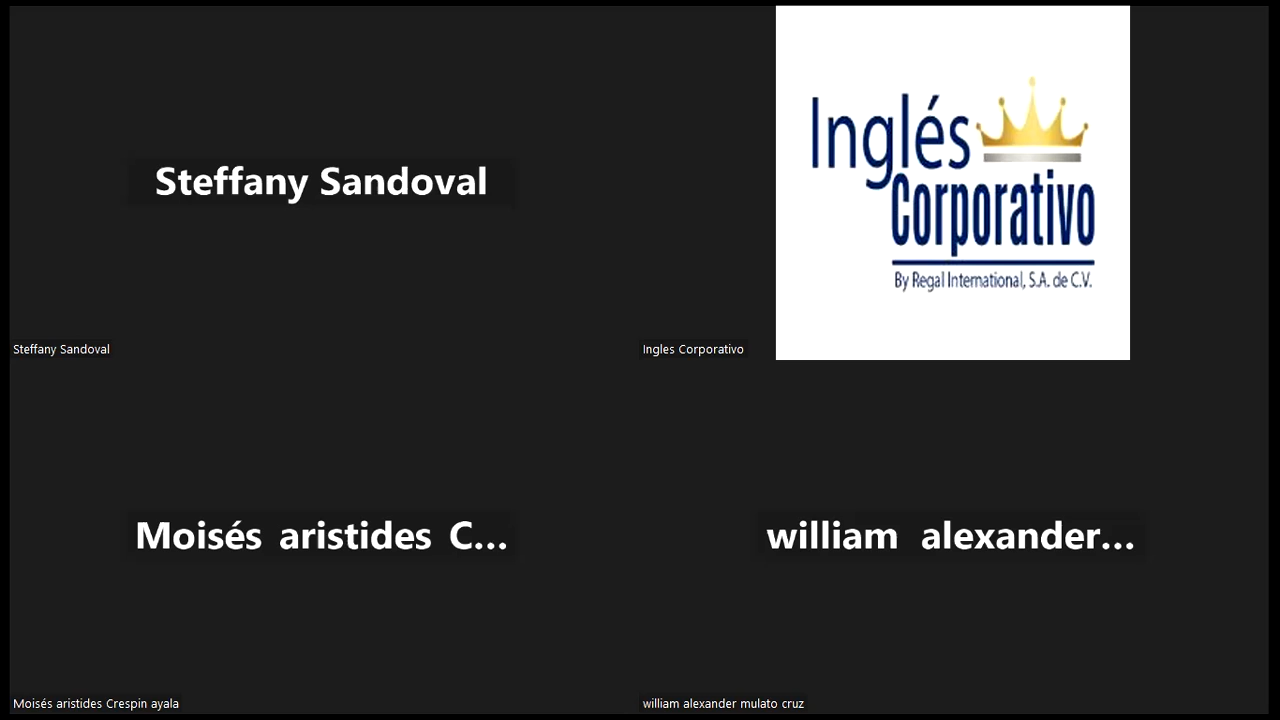 Steffany Sandoval
Steffany Sandoval
Inglés
Corporativo
By Regal International, S.A. de C.V.
Ingles Corporativo
Moisés aristides C...
Moisés aristides Crespin ayala
william alexander...
william alexander mulato cruz